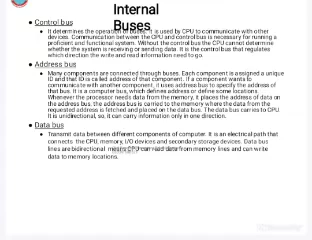 Internal
Buses
Control bus
It determines the operation of buses. It is used by CPU to communicate with other
devices. Communication between the CPU and control bus is necessary for running a
proficient and functional system. Without the control bus the CPU cannot determine
whether the system is receiving or sending data. It is the control bus that regulates
which direction the write and read information need to go.
Address bus
Many components are connected through buses. Each component is assigned a unique
ID and that ID is called address of that component. If a component wants to
communicate with another component, it uses address bus to specify the address of
that bus. It is a computer bus, which defines address or define some locations.
Whenever the processor needs data from the memory, it places the address of data on
the address bus, the address bus is carried to the memory where the data from the
requested address is fetched and placed on the data bus. The data bus carries to CPU.
It is unidirectional, so, it can carry information only in one direction.
Data bus
Transmit data between different components of computer. It is an electrical path that
connects the CPU, memory, I/O devices and secondary storage devices. Data bus
lines are bidirectional means CPU can raid data from memory lines and can write
data to memory locations.